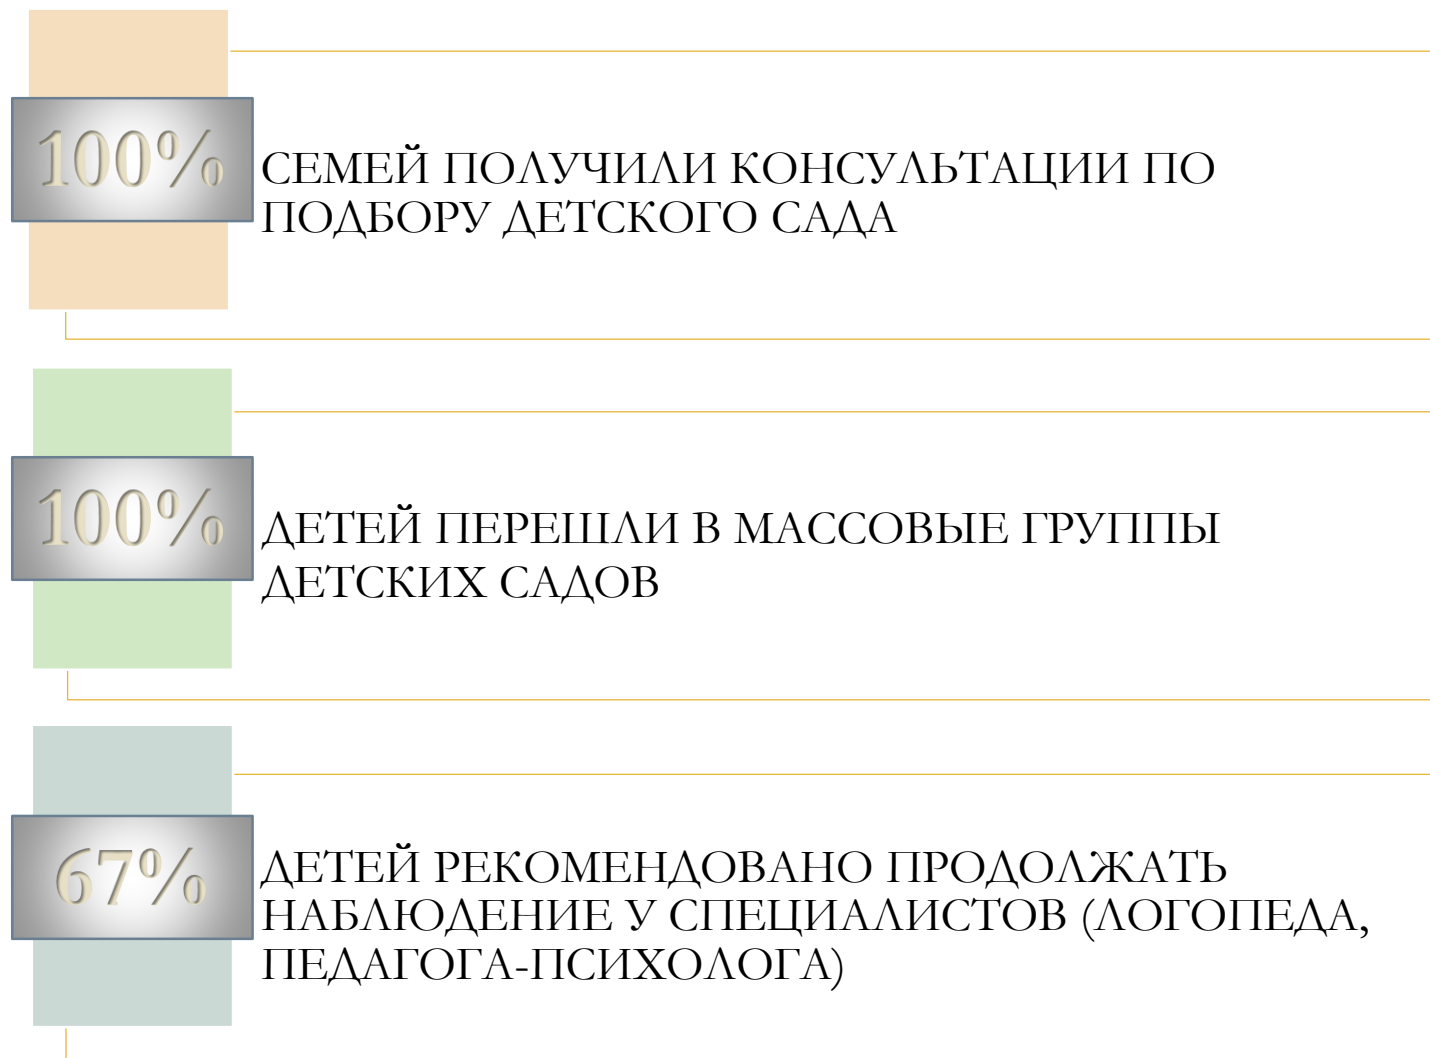 100%
СЕМЕЙ ПОЛУЧИЛИ КОНСУЛЬТАЦИИ ПО
ПОДБОРУ ДЕТСКОГО САДА
100%
ДЕТЕЙ ПЕРЕШЛИ В МАССОВЫЕ ГРУППЫ
ДЕТСКИХ САДОВ
67%
ДЕТЕЙ РЕКОМЕНДОВАНО ПРОДОЛЖАТЬ
НАБЛЮДЕНИЕ У СПЕЦИАЛИСТОВ (ЛОГОПЕДА,
ПЕДАГОГА-ПСИХОЛОГА)